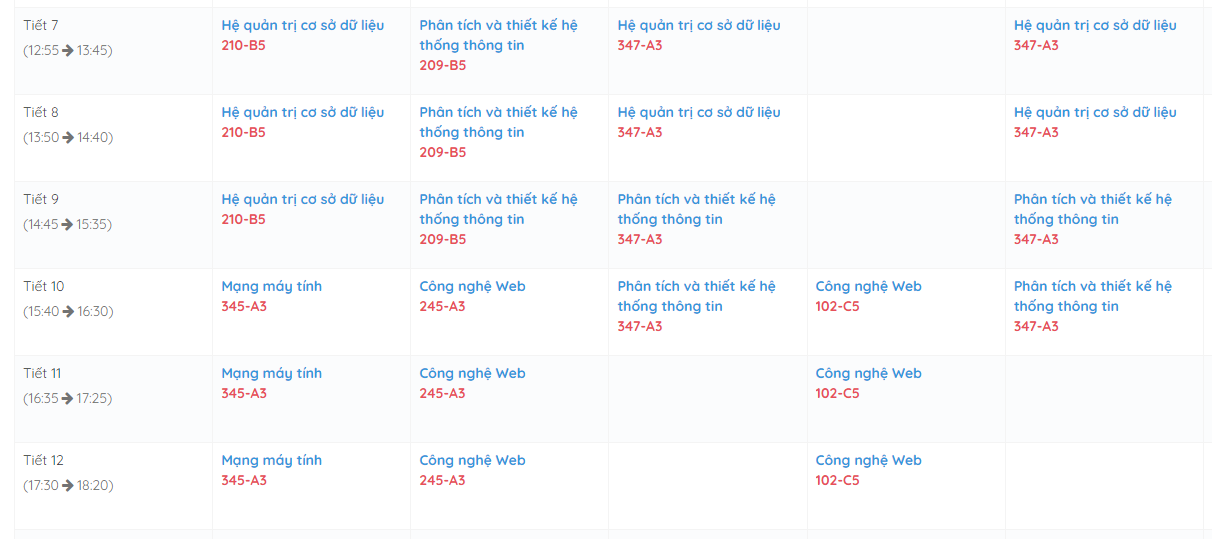 Tiết 7
(12:55 → 13:45)
Hệ quản trị cơ sở dữ liệu
210-B5
Phân tích và thiết kế hệ
thống thông tin
209-B5
Hệ quản trị cơ sở dữ liệu
347-A3
Hệ quản trị cơ sở dữ liệu
347-A3
Tiết 8
(13:50 → 14:40)
Hệ quản trị cơ sở dữ liệu
210-B5
Phân tích và thiết kế hệ
thống thông tin
209-B5
Hệ quản trị cơ sở dữ liệu
347-A3
Hệ quản trị cơ sở dữ liệu
347-A3
Tiết 9
(14:45 → 15:35)
Hệ quản trị cơ sở dữ liệu
210-B5
Phân tích và thiết kế hệ
thống thông tin
209-B5
Phân tích và thiết kế hệ
thống thông tin
347-A3
Phân tích và thiết kế hệ
thống thông tin
347-A3
Tiết 10
(15:40 → 16:30)
Mạng máy tính
345-A3
Công nghệ Web
245-A3
Phân tích và thiết kế hệ
thống thông tin
347-A3
Công nghệ Web
102-C5
Phân tích và thiết kế hệ
thống thông tin
347-A3
Tiết 11
(16:35 → 17:25)
Mạng máy tính
345-A3
Công nghệ Web
245-A3
Công nghệ Web
102-C5
Tiết 12
(17:30 → 18:20)
Mạng máy tính
345-A3
Công nghệ Web
245-A3
Công nghệ Web
102-C5